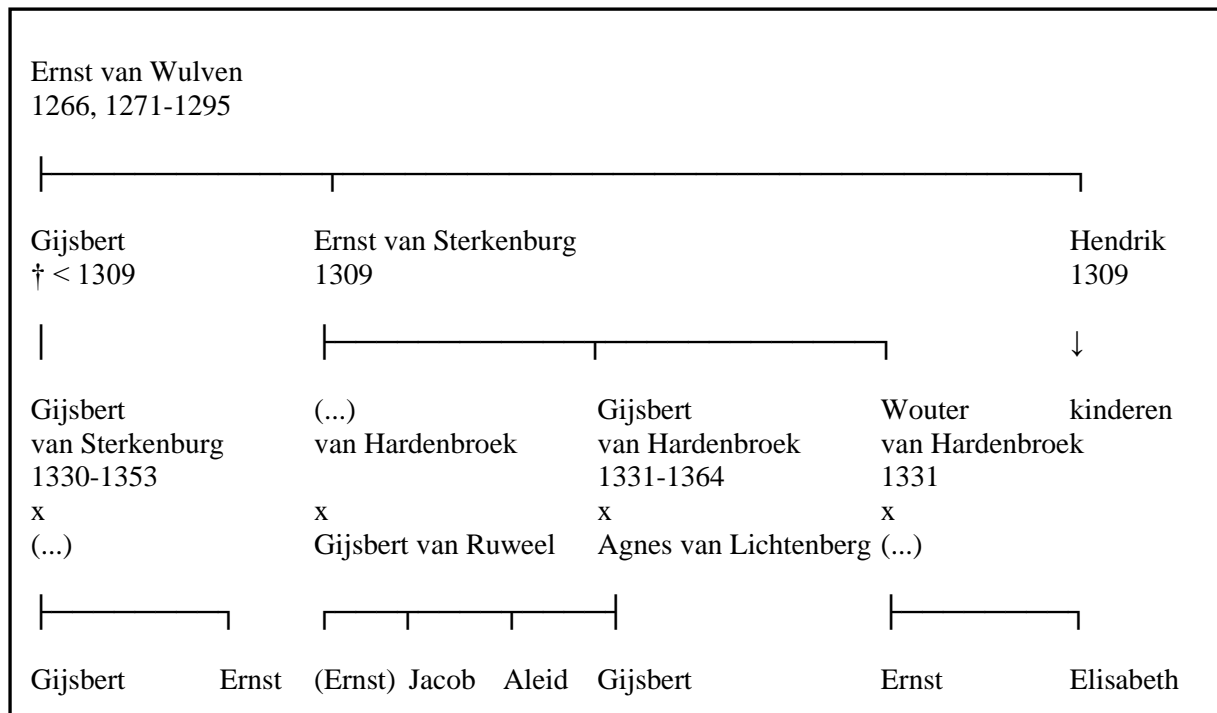 Ernst van Wulven
1266, 1271-1295
Gijsbert Ernst van Sterkenburg Hendrik
† < 1309 1309 1309
↓
Gijsbert (...) Gijsbert Wouter kinderen
van Sterkenburg van Hardenbroek van Hardenbroek van Hardenbroek
1330-1353 1331-1364 1331
x x x x
(...) Gijsbert van Ruweel Agnes van Lichtenberg (...)
Gijsbert Ernst (Ernst) Jacob Aleid Gijsbert Ernst Elisabeth